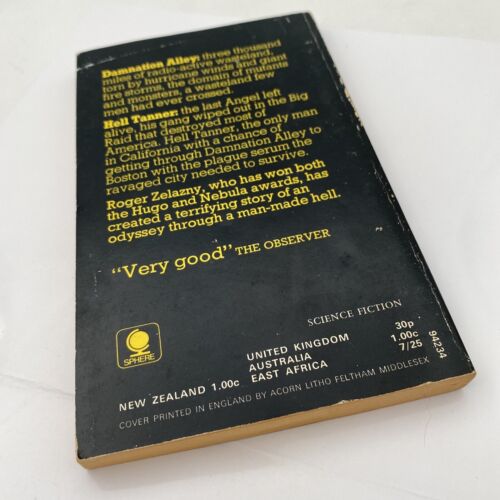 Damnation Alley: three thousand
miles of radio-active wasteland,
torn by hurricane winds and giant
fire storms, the domain of mutants
and monsters, a wasteland few
men had ever crossed.
Hell Tanner: the last Angel left
alive, his gang wiped out in the Big
Raid that destroyed most of
America. Hell Tanner, the only man
in California with a chance of
getting through Damnation Alley to
Boston with the plague serum the
ravaged city needed to survive.
Roger Zelazny, who has won both
the Hugo and Nebula awards, has
created a terrifying story of an
odyssey through a man-made hell.
“Very good” THE OBSERVER
SPHERE
SCIENCE FICTION
UNITED KINGDOM 30p
AUSTRALIA 1.00c
NEW ZEALAND 1.00c EAST AFRICA 7/25
94234
COVER PRINTED IN ENGLAND BY ACORN LITHO FELTHAM MIDDLESEX